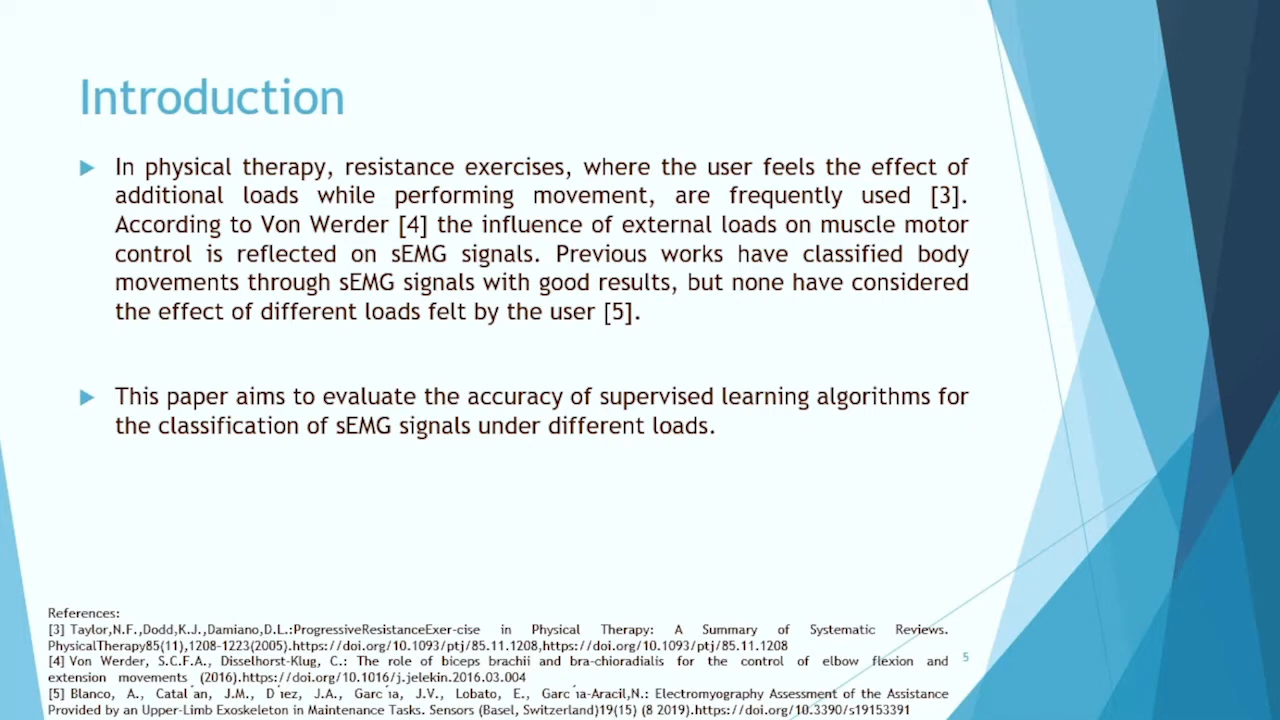 Introduction
In physical therapy, resistance exercises, where the user feels the effect of
additional loads while performing movement, are frequently used [3].
According to Von Werder [4] the influence of external loads on muscle motor
control is reflected on sEMG signals. Previous works have classified body
movements through sEMG signals with good results, but none have considered
the effect of different loads felt by the user [5].
This paper aims to evaluate the accuracy of supervised learning algorithms for
the classification of sEMG signals under different loads.
References:
[3] Taylor,N.F.,Dodd,K.J.,Damiano,D.L.:ProgressiveResistanceExer-cise in Physical Therapy: A Summary of Systematic Reviews.
PhysicalTherapy85(11),1208–1223(2005).https://doi.org/10.1093/ptj/85.11.1208,https://doi.org/10.1093/ptj/85.11.1208
[4] Von Werder, S.C.F.A., Disselhorst-Klug, C.: The role of biceps brachii and bra-chioradialis for the control of elbow flexion and
extension movements (2016).https://doi.org/10.1016/j.jelekin.2016.03.004
[5] Blanco, A., Catal ́an, J.M., D ́ıez, J.A., Garc ́ıa, J.V., Lobato, E., Garc ́ıa-Aracil,N.: Electromyography Assessment of the Assistance
Provided by an Upper-Limb Exoskeleton in Maintenance Tasks. Sensors (Basel, Switzerland)19(15) (8 2019).https://doi.org/10.3390/s19153391
5